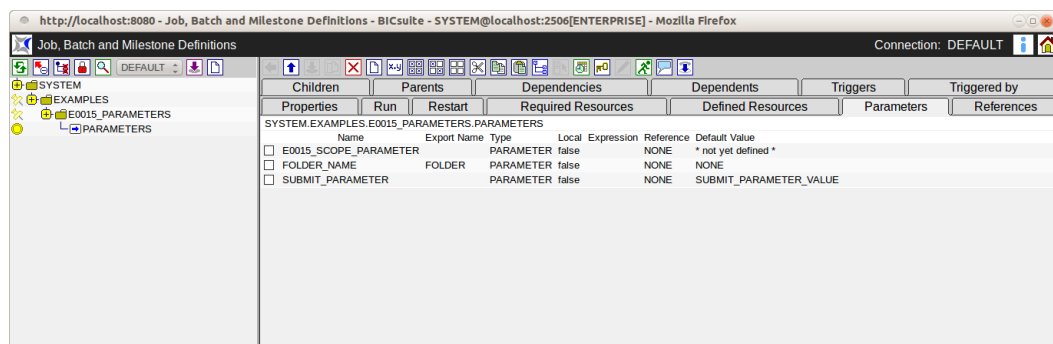 http://localhost:8080 - Job, Batch and Milestone Definitions - BICsuite - SYSTEM@localhost:2506[ENTERPRISE] - Mozilla Firefox
Job, Batch and Milestone Definitions Connection: DEFAULT
DEFAULT
SYSTEM
EXAMPLES
E0015_PARAMETERS
PARAMETERS
Children Parents Dependencies Dependents Triggers Triggered by
Properties Run Restart Required Resources Defined Resources Parameters References
SYSTEM.EXAMPLES.E0015_PARAMETERS.PARAMETERS
Name Export Name Type Local Expression Reference Default Value
E0015_SCOPE_PARAMETER PARAMETER false NONE * not yet defined *
FOLDER_NAME FOLDER PARAMETER false NONE NONE
SUBMIT_PARAMETER PARAMETER false NONE SUBMIT_PARAMETER_VALUE